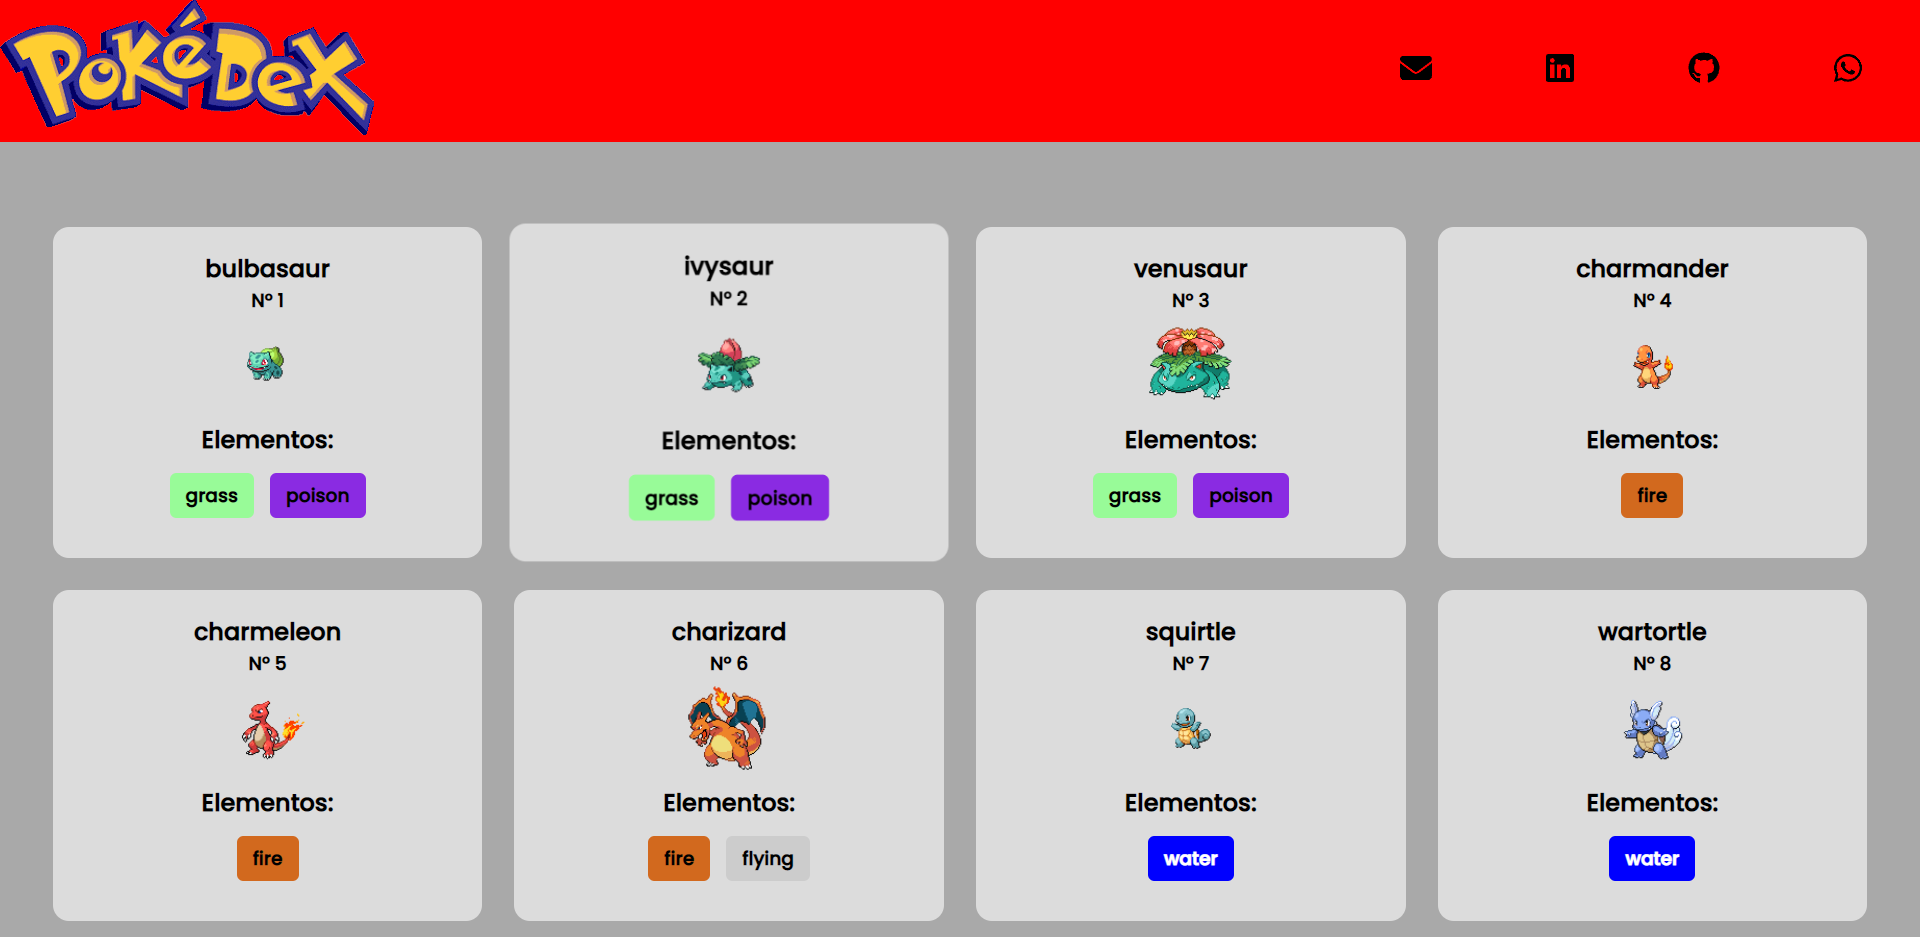 PokéDex
in
bulbasaur
Nº 1
Elementos:
grass poison
ivysaur
Nº 2
Elementos:
grass poison
venusaur
Nº 3
Elementos:
grass poison
charmander
Nº 4
Elementos:
fire
charmeleon
Nº 5
Elementos:
fire
charizard
Nº 6
Elementos:
fire flying
squirtle
Nº 7
Elementos:
water
wartortle
Nº 8
Elementos:
water